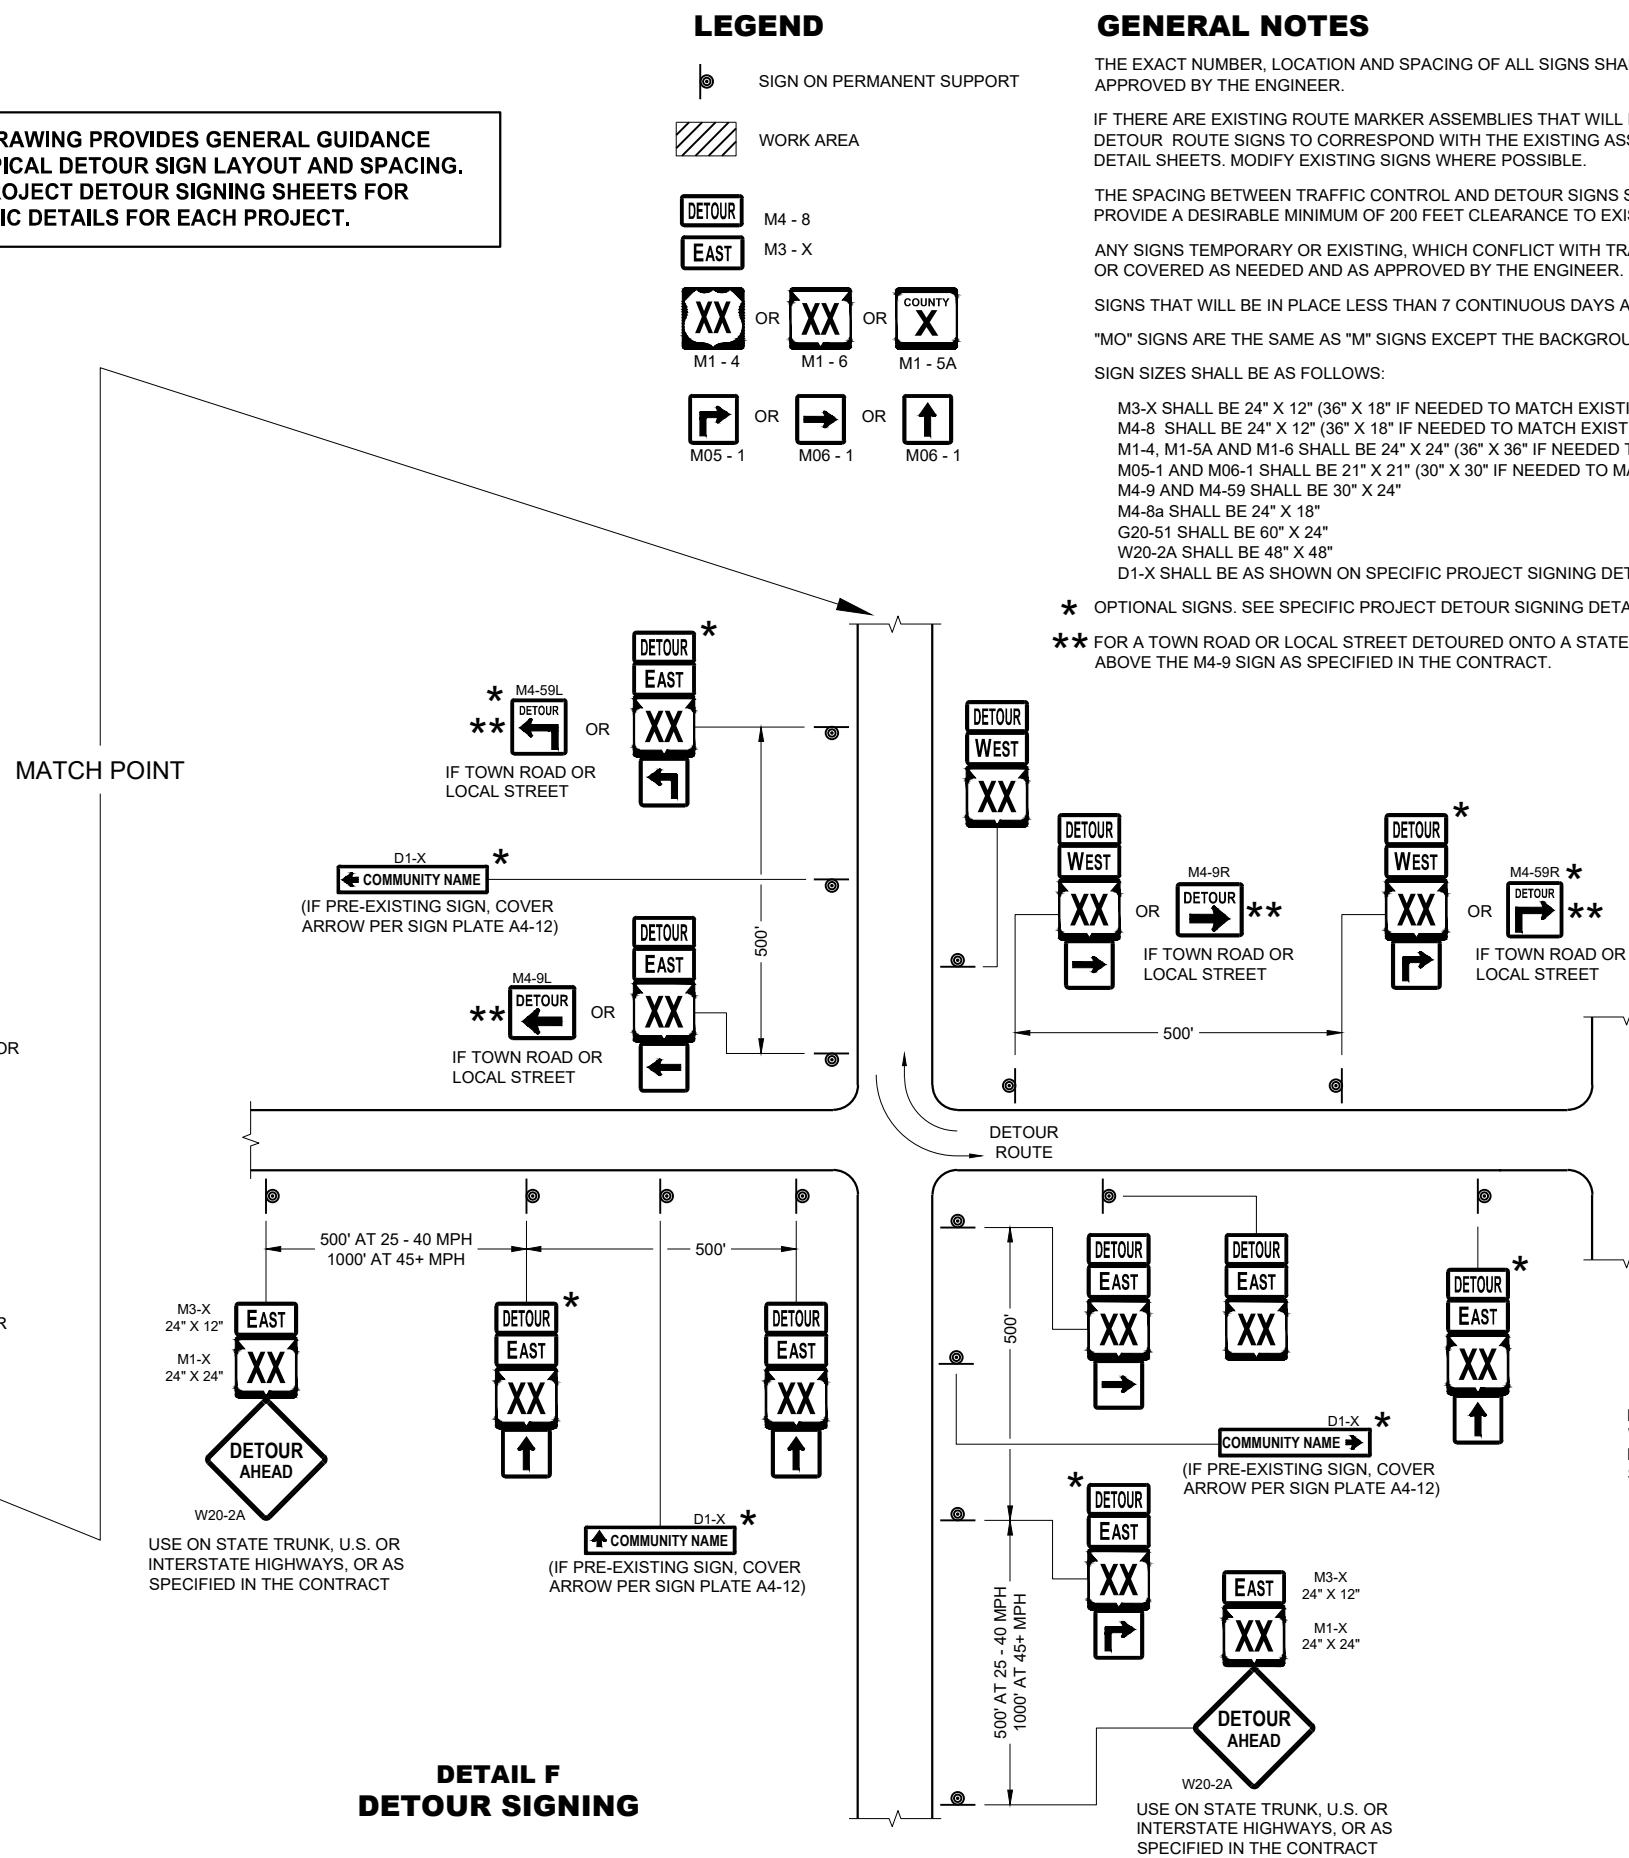 LEGEND
SIGN ON PERMANENT SUPPORT
WORK AREA
DETOUR
M4 - 8
EAST
M3 - X
XX
OR
XX
OR
COUNTY
X
M1 - 4
M1 - 6
M1 - 5A
OR
OR
M05 - 1
M06 - 1
M06 - 1
GENERAL NOTES
THE EXACT NUMBER, LOCATION AND SPACING OF ALL SIGNS
APPROVED BY THE ENGINEER.
IF THERE ARE EXISTING ROUTE MARKER ASSEMBLIES THAT WILL
DETOUR ROUTE SIGNS TO CORRESPOND WITH THE EXISTING
DETAIL SHEETS. MODIFY EXISTING SIGNS WHERE POSSIBLE.
THE SPACING BETWEEN TRAFFIC CONTROL AND DETOUR SIGNS
PROVIDE A DESIRABLE MINIMUM OF 200 FEET CLEARANCE TO
ANY SIGNS TEMPORARY OR EXISTING, WHICH CONFLICT WITH
OR COVERED AS NEEDED AND AS APPROVED BY THE ENGINEER.
SIGNS THAT WILL BE IN PLACE LESS THAN 7 CONTINUOUS DAYS
"MO" SIGNS ARE THE SAME AS "M" SIGNS EXCEPT THE
SIGN SIZES SHALL BE AS FOLLOWS:
M3-X SHALL BE 24" X 12" (36" X 18" IF NEEDED TO MATCH
M4-8 SHALL BE 24" X 12" (36" X 18" IF NEEDED TO MATCH
M1-4, M1-5A AND M1-6 SHALL BE 24" X 24" (36" X 36" IF NEEDED
M05-1 AND M06-1 SHALL BE 21" X 21" (30" X 30" IF NEEDED TO
M4-9 AND M4-59 SHALL BE 30" X 24"
M4-8a SHALL BE 24" X 18"
G20-51 SHALL BE 60" X 24"
W20-2A SHALL BE 48" X 48"
D1-X SHALL BE AS SHOWN ON SPECIFIC PROJECT SIGNING
* OPTIONAL SIGNS. SEE SPECIFIC PROJECT DETOUR SIGNING
** FOR A TOWN ROAD OR LOCAL STREET DETOURED ONTO A STATE
ABOVE THE M4-9 SIGN AS SPECIFIED IN THE CONTRACT.
DRAWING PROVIDES GENERAL GUIDANCE
TYPICAL DETOUR SIGN LAYOUT AND SPACING.
PROJECT DETOUR SIGNING SHEETS FOR
DETAILS FOR EACH PROJECT.
MATCH POINT
OR
DETOUR *
EAST
XX
* M4-59L
DETOUR
**
OR
IF TOWN ROAD OR
LOCAL STREET
D1-X *
COMMUNITY NAME
(IF PRE-EXISTING SIGN, COVER
ARROW PER SIGN PLATE A4-12)
500'
DETOUR
EAST
XX
M4-9L
DETOUR
**
OR
IF TOWN ROAD OR
LOCAL STREET
DETOUR
WEST
XX
DETOUR
WEST
XX
OR
M4-9R
DETOUR
**
IF TOWN ROAD OR
LOCAL STREET
DETOUR *
WEST
XX
OR
M4-59R *
DETOUR
**
IF TOWN ROAD OR
LOCAL STREET
500'
DETOUR
ROUTE
500' AT 25 - 40 MPH
1000' AT 45+ MPH
500'
M3-X
24" X 12"
EAST
M1-X
24" X 24"
XX
DETOUR
AHEAD
W20-2A
USE ON STATE TRUNK, U.S. OR
INTERSTATE HIGHWAYS, OR AS
SPECIFIED IN THE CONTRACT
DETOUR *
EAST
XX
DETOUR
EAST
XX
D1-X *
COMMUNITY NAME
(IF PRE-EXISTING SIGN, COVER
ARROW PER SIGN PLATE A4-12)
500'
DETOUR
EAST
XX
DETOUR
EAST
XX
DETOUR *
EAST
XX
D1-X *
COMMUNITY NAME
(IF PRE-EXISTING SIGN, COVER
ARROW PER SIGN PLATE A4-12)
* DETOUR
EAST
XX
500' AT 25 - 40 MPH
1000' AT 45+ MPH
EAST
M3-X
24" X 12"
XX
M1-X
24" X 24"
DETOUR
AHEAD
W20-2A
USE ON STATE TRUNK, U.S. OR
INTERSTATE HIGHWAYS, OR AS
SPECIFIED IN THE CONTRACT
DETAIL F
DETOUR SIGNING